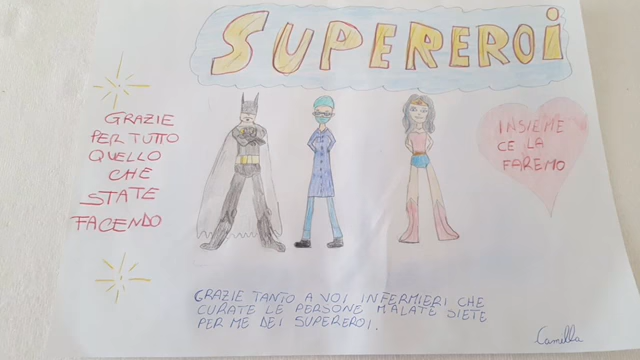 SUPEREROI
GRAZIE
PER TUTTO
QUELLO
CHE
STATE
FACENDO
INSIEME
CE LA
FAREMO
GRAZIE TANTO A VOI INFERMIERI CHE
CURATE LE PERSONE MALATE SIETE
PER ME DEI SUPEREROI.
Camilla